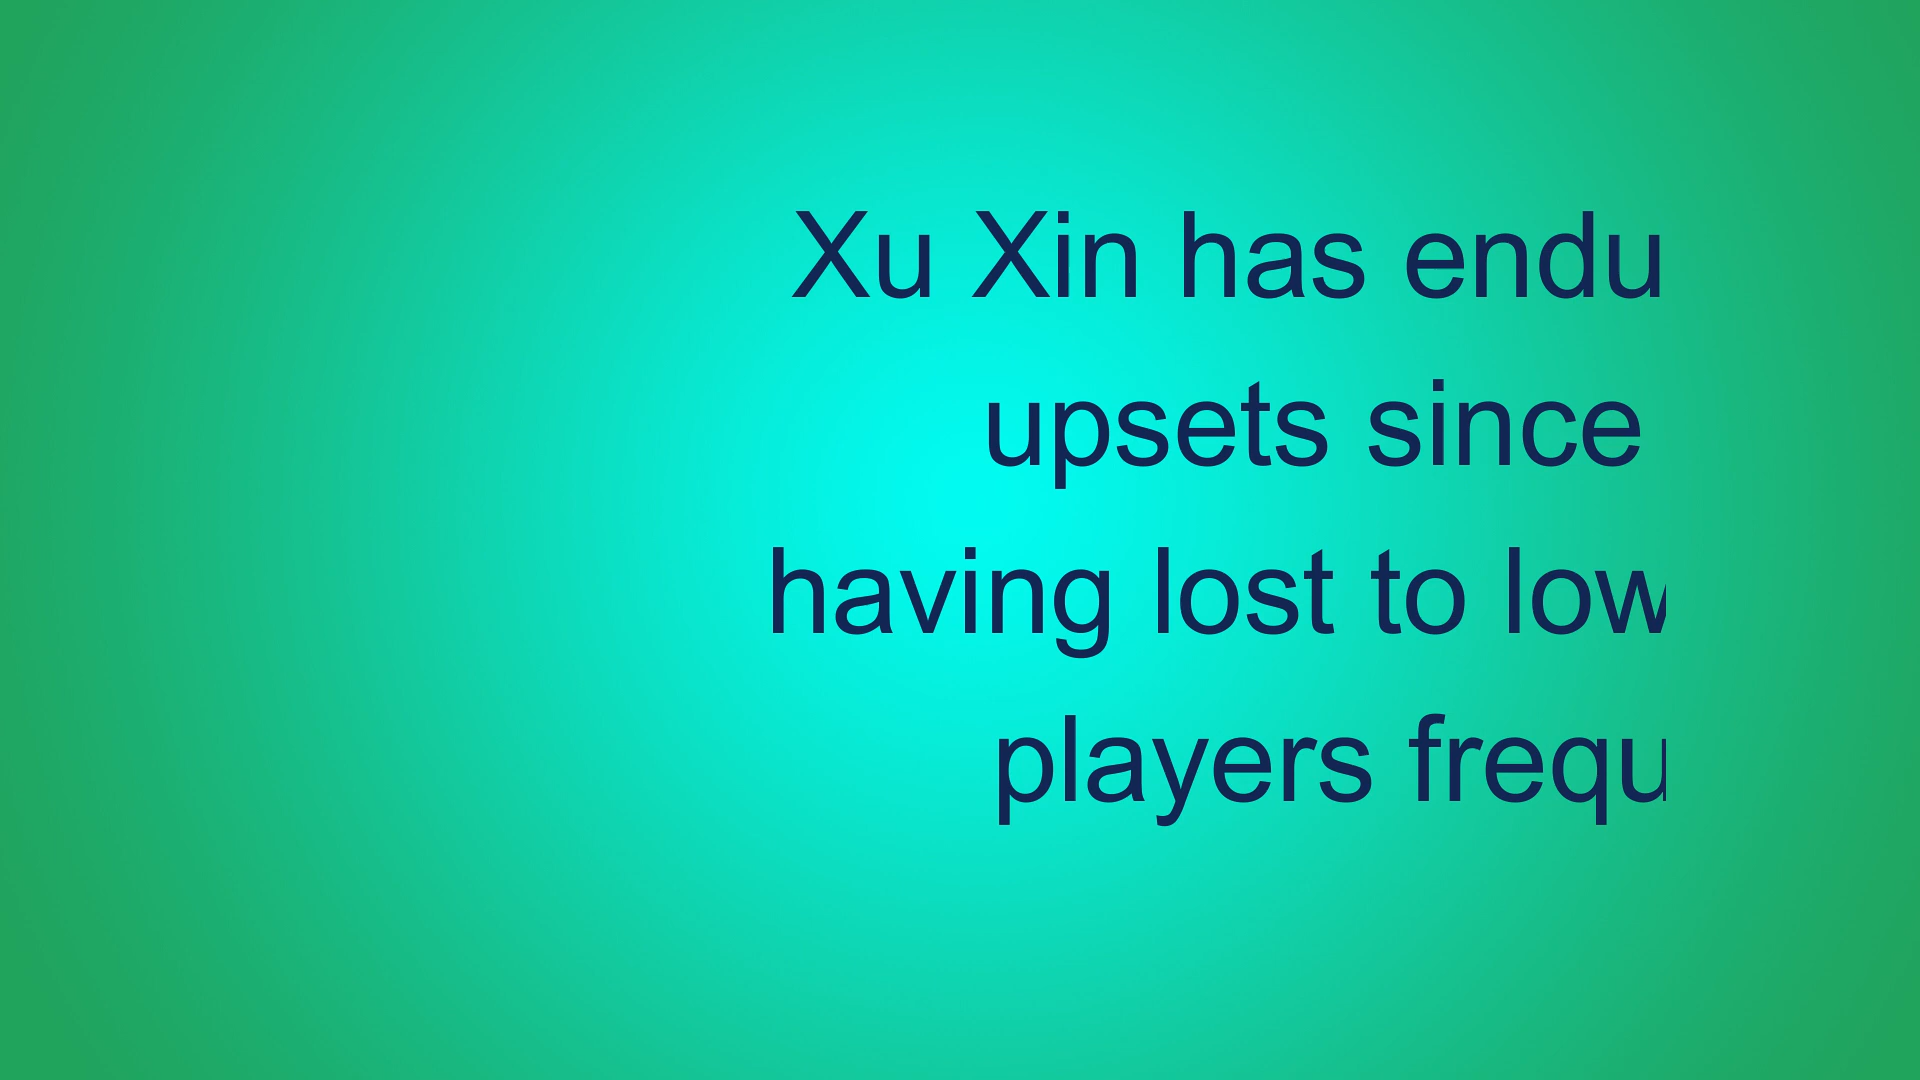 Xu Xin has endu
upsets since
having lost to low
players frequ